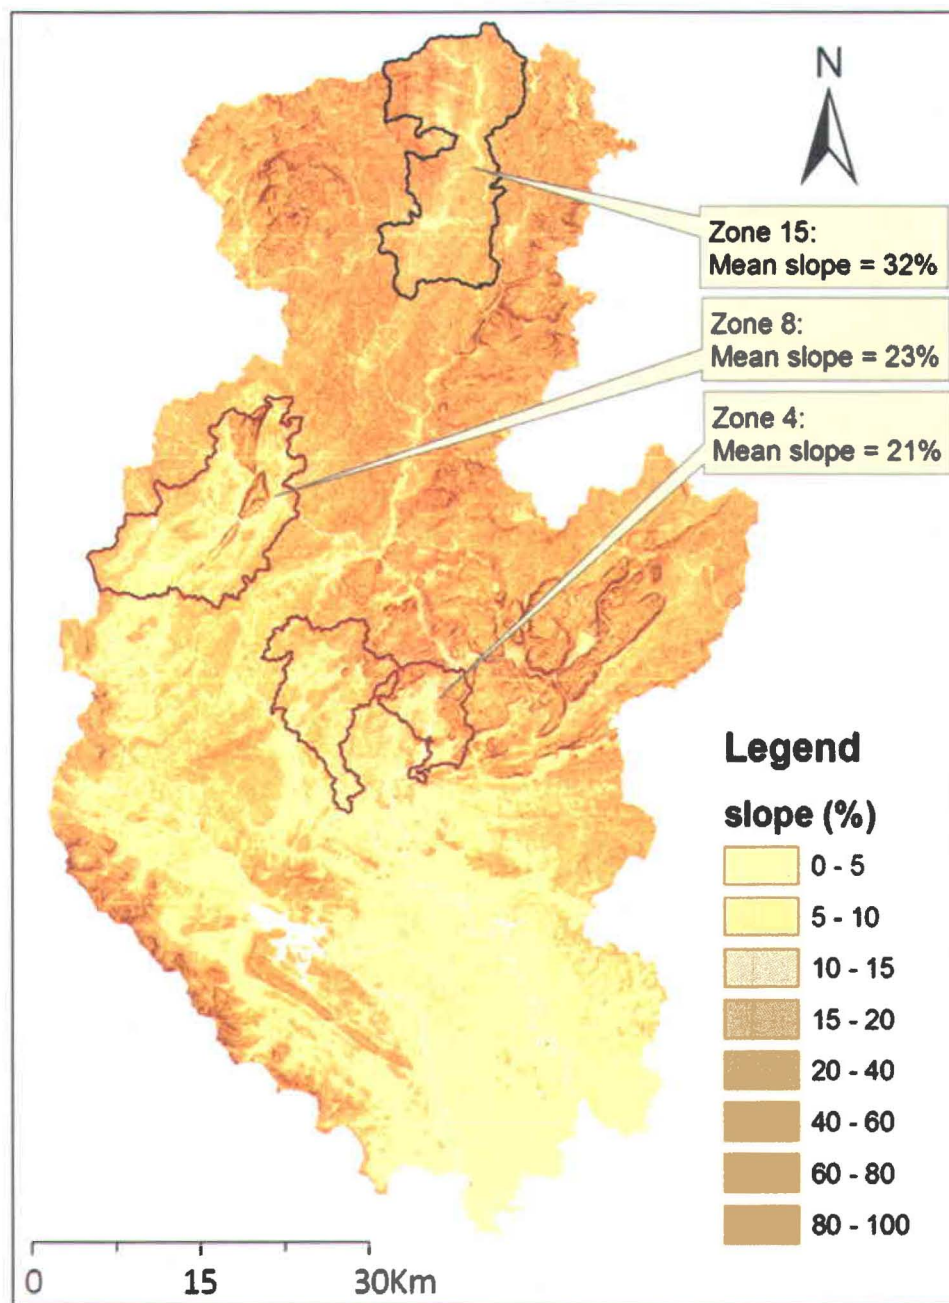 N
Zone 15:
Mean slope = 32%
Zone 8:
Mean slope = 23%
Zone 4:
Mean slope = 21%
Legend
slope (%)
0 - 5
5 - 10
10 - 15
15 - 20
20 - 40
40 - 60
60 - 80
80 - 100
0 15 30Km